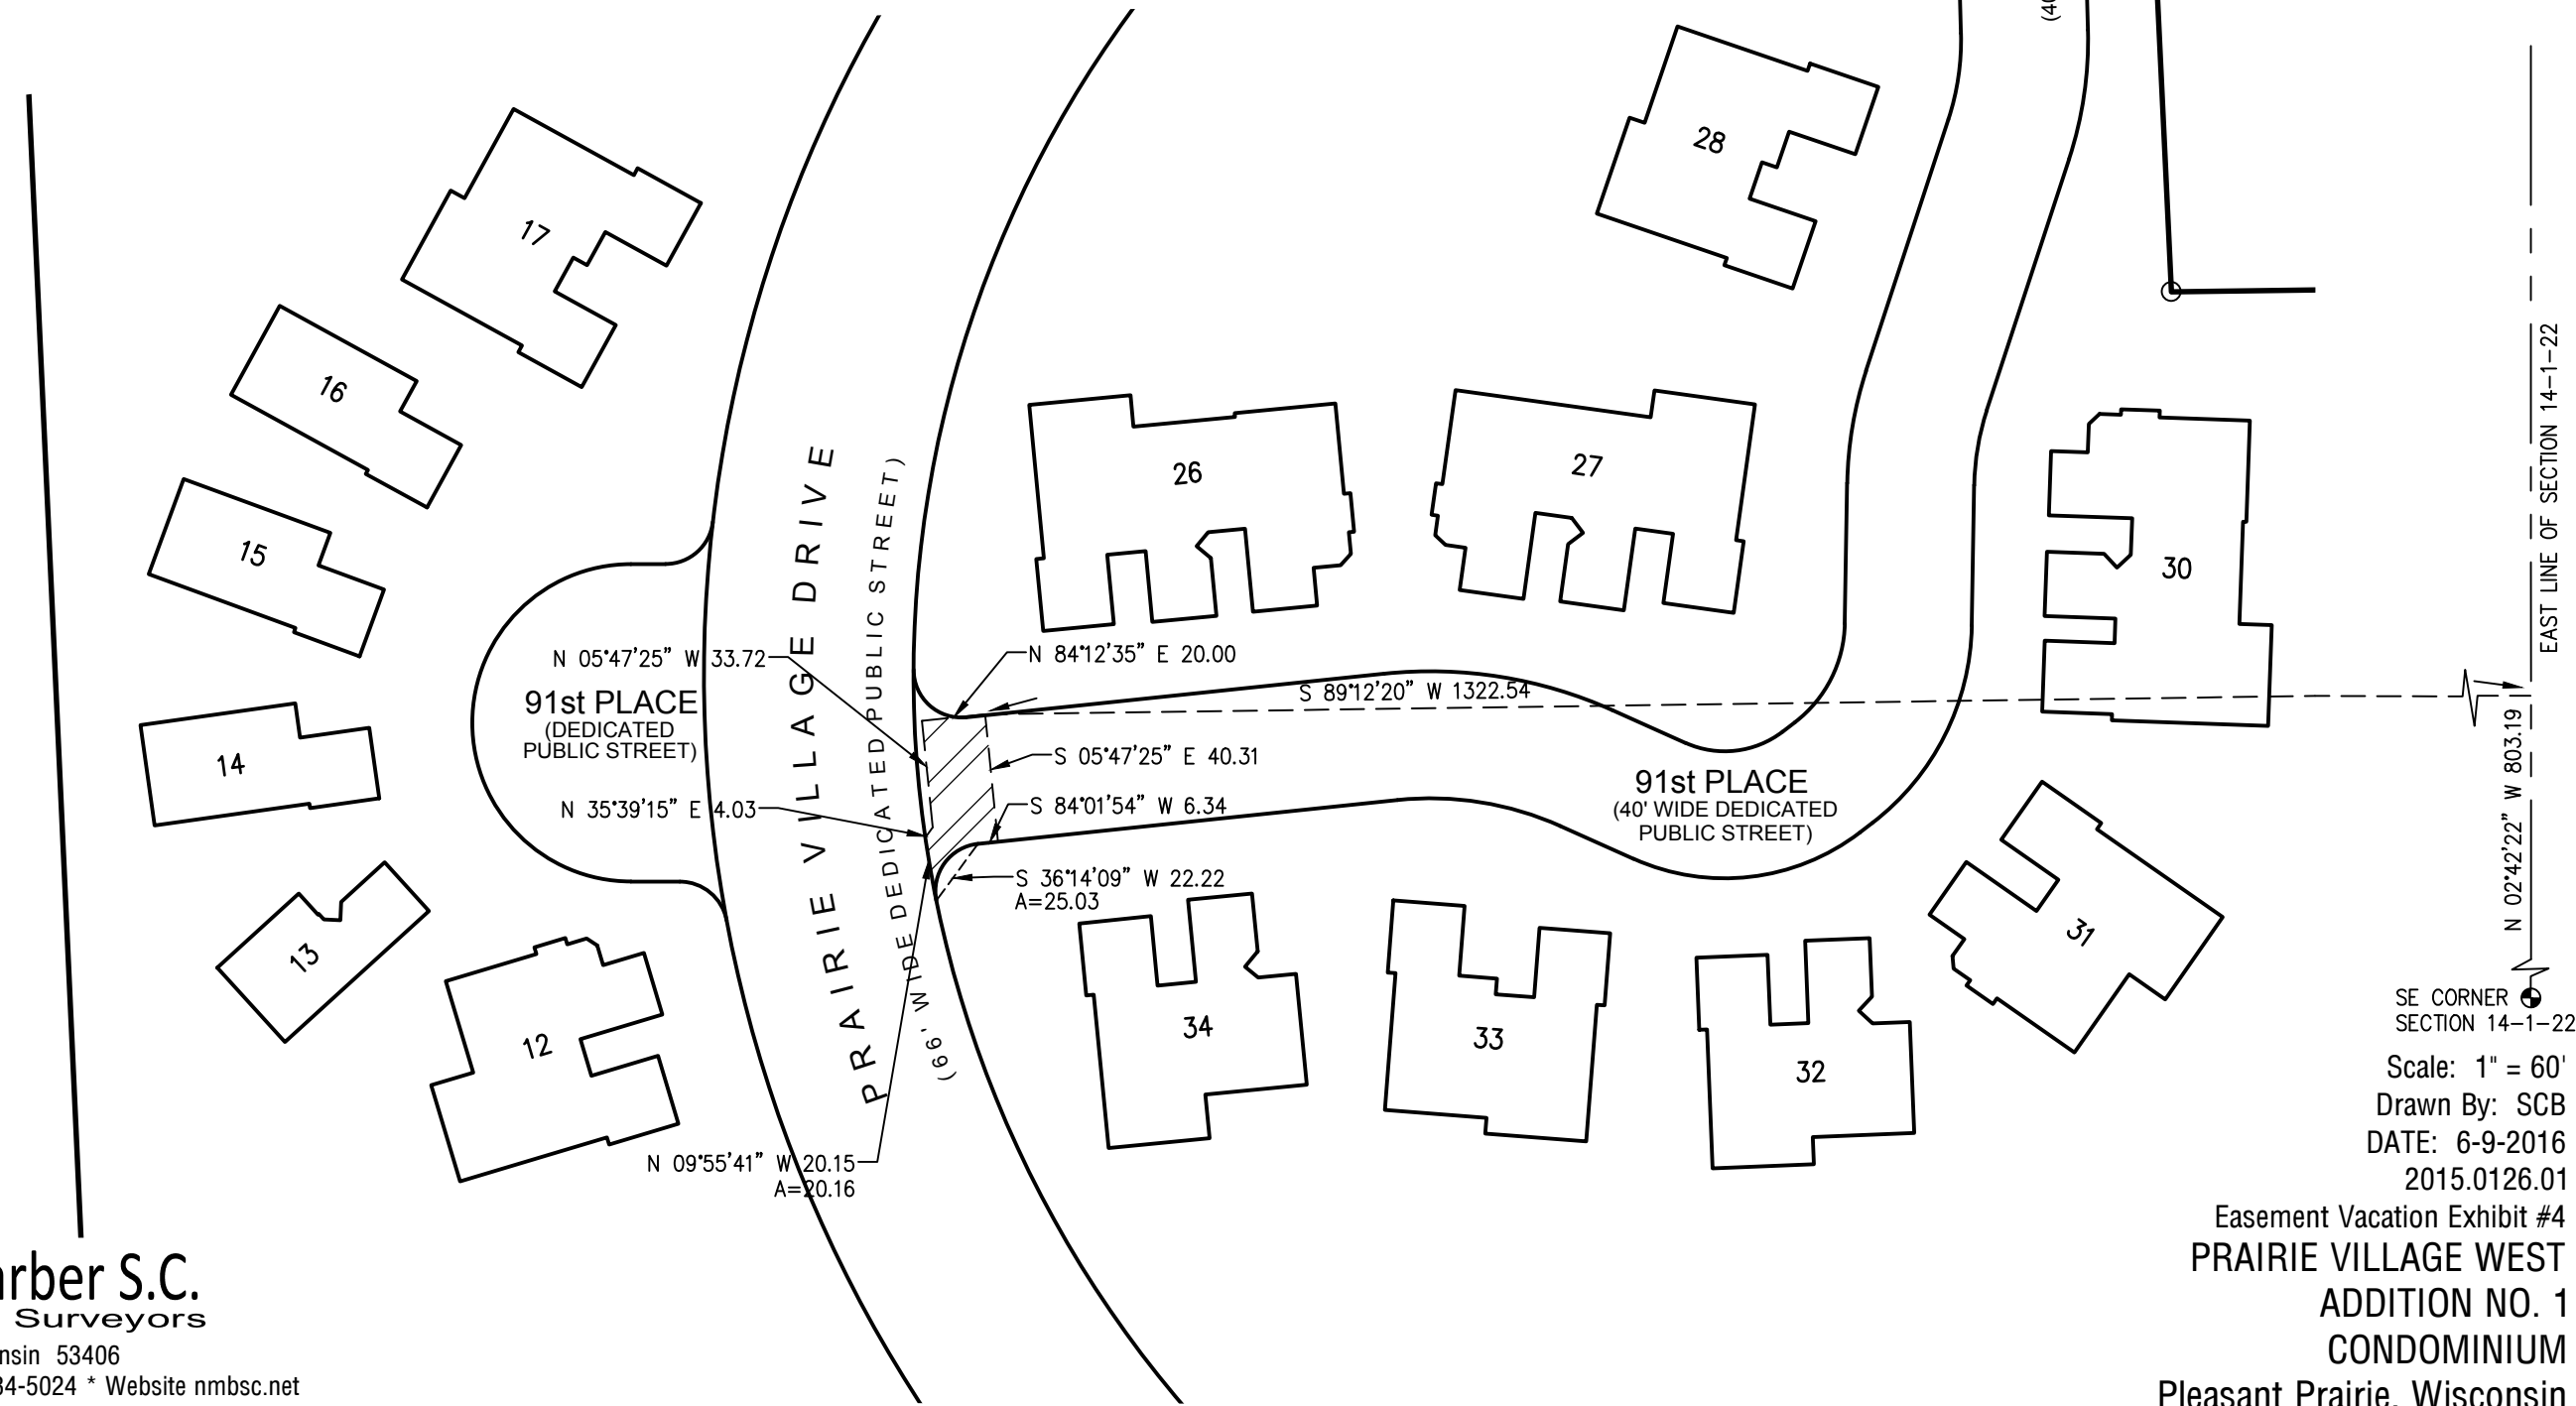 (40
28
17
16
15
14
13
12
26
27
30
31
32
33
34
PRAIRIE VILLAGE DRIVE
(66' WIDE DEDICATED PUBLIC STREET)
N 05°47'25" W 33.72
91st PLACE
(DEDICATED
PUBLIC STREET)
N 35°39'15" E 4.03
N 84°12'35" E 20.00
S 89°12'20" W 1322.54
S 05°47'25" E 40.31
S 84°01'54" W 6.34
S 36°14'09" W 22.22
A=25.03
N 09°55'41" W 20.15
A=20.16
91st PLACE
(40' WIDE DEDICATED
PUBLIC STREET)
EAST LINE OF SECTION 14-1-22
N 02°42'22" W 803.19
SE CORNER
SECTION 14-1-22
Scale: 1" = 60'
Drawn By: SCB
DATE: 6-9-2016
2015.0126.01
Easement Vacation Exhibit #4
PRAIRIE VILLAGE WEST
ADDITION NO. 1
CONDOMINIUM
Pleasant Prairie, Wisconsin
arber S.C.
Surveyors
nsin 53406
34-5024 * Website nmbsc.net